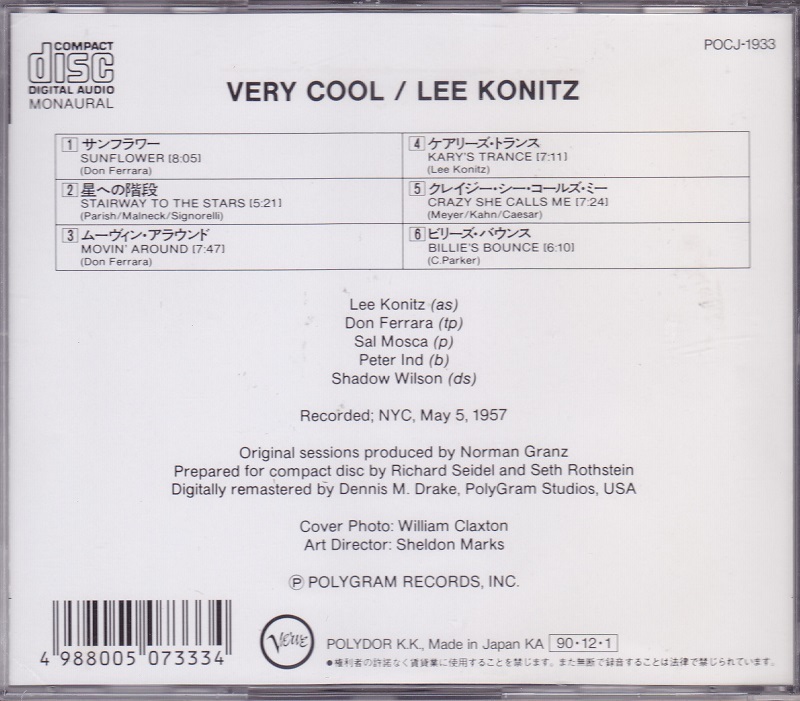 COMPACT
disc
DIGITAL AUDIO
MONAURAL
POCJ-1933
VERY COOL / LEE KONITZ
1 サンフラワー
SUNFLOWER [8:05]
(Don Ferrara)
2 星への階段
STAIRWAY TO THE STARS [5:21]
(Parish/Malneck/Signorelli)
3 ムーヴィン・アラウンド
MOVIN' AROUND [7:47]
(Don Ferrara)
4 ケアリーズ・トランス
KARY'S TRANCE [7:11]
(Lee Konitz)
5 クレイジー・シー・コールズ・ミー
CRAZY SHE CALLS ME [7:24]
(Meyer/Kahn/Caesar)
6 ビリーズ・バウンス
BILLIE'S BOUNCE [6:10]
(C.Parker)
Lee Konitz (as)
Don Ferrara (tp)
Sal Mosca (p)
Peter Ind (b)
Shadow Wilson (ds)
Recorded; NYC, May 5, 1957
Original sessions produced by Norman Granz
Prepared for compact disc by Richard Seidel and Seth Rothstein
Digitally remastered by Dennis M. Drake, PolyGram Studios, USA
Cover Photo: William Claxton
Art Director: Sheldon Marks
Ⓟ POLYGRAM RECORDS, INC.
4 988005 073334
Verve
POLYDOR K.K., Made in Japan KA 90・12・1
●権利者の許諾なく賃貸業に使用することを禁じます。また無断で録音することは法律で禁じられています。